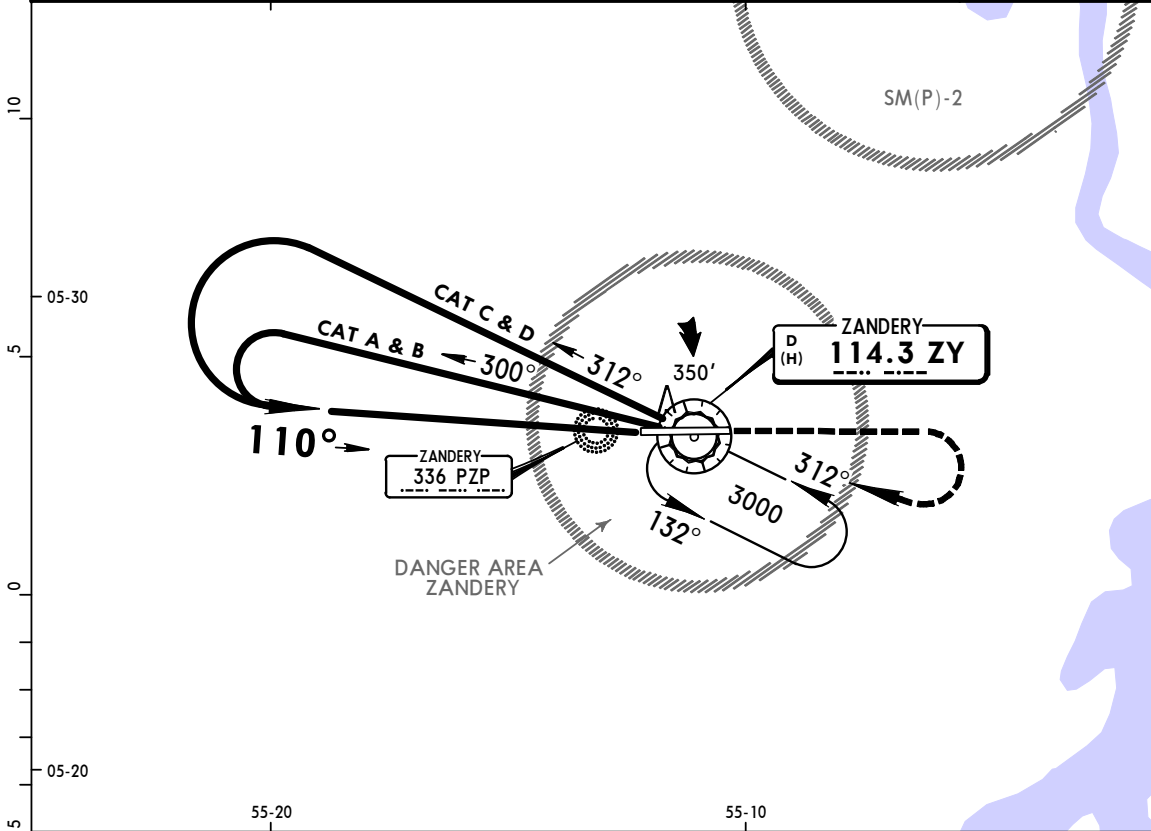 10
SM(P)-2
05-30
CAT C & D
CAT A & B
300°
312°
350'
ZANDERY
D
(H)
114.3 ZY
5
110°
ZANDERY
336 PZP
312°
3000
132°
DANGER AREA
ZANDERY
0
05-20
5
55-20
55-10